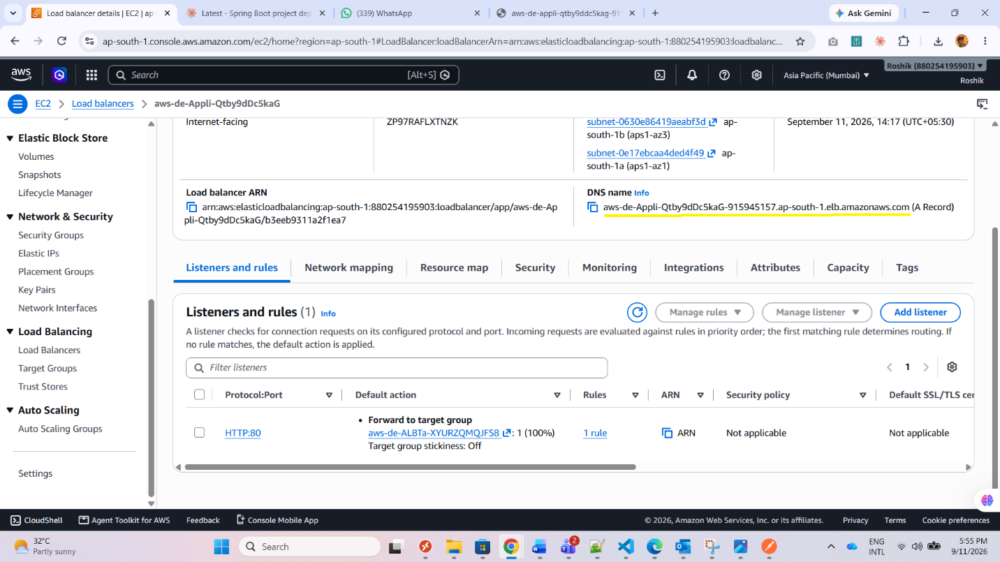 Load balancer details | EC2 | ap-
Latest - Spring Boot project dep
(339) WhatsApp
aws-de-appli-qtby9ddc5kag-91
Ask Gemini
ap-south-1.console.aws.amazon.com/ec2/home?region=ap-south-1#LoadBalancer:loadBalancerArn=arn:aws:elasticloadbalancing:ap-south-1:880254195903:loadbalanc...
aws
Search
[Alt+S]
Asia Pacific (Mumbai)
Roshik (880254195903)
Roshik
EC2
Load balancers
aws-de-Appli-Qtby9dDc5kaG
Elastic Block Store
Volumes
Snapshots
Lifecycle Manager
Network & Security
Security Groups
Elastic IPs
Placement Groups
Key Pairs
Network Interfaces
Load Balancing
Load Balancers
Target Groups
Trust Stores
Auto Scaling
Auto Scaling Groups
Settings
Internet-facing
ZP97RAFLXTNZK
subnet-0630e86419aeabf3d ap-
south-1b (aps1-az3)
subnet-0e17ebcaa4ded4f49 ap-
south-1a (aps1-az1)
September 11, 2026, 14:17 (UTC+05:30)
Load balancer ARN
arn:aws:elasticloadbalancing:ap-south-1:880254195903:loadbalancer/app/aws-de-Ap
pli-Qtby9dDc5kaG/b3eeb9311a2f1ea7
DNS name Info
aws-de-Appli-Qtby9dDc5kaG-915945157.ap-south-1.elb.amazonaws.com (A Record)
Listeners and rules
Network mapping
Resource map
Security
Monitoring
Integrations
Attributes
Capacity
Tags
Listeners and rules (1) Info
Manage rules
Manage listener
Add listener
A listener checks for connection requests on its configured protocol and port. Incoming requests are evaluated against rules in priority order; the first matching rule determines routing. If
no rule matches, the default action is applied.
Filter listeners
1
Protocol:Port
Default action
Rules
ARN
Security policy
Default SSL/TLS cer
HTTP:80
• Forward to target group
aws-de-ALBTa-XYURZQMQJFS8 : 1 (100%)
Target group stickiness: Off
1 rule
ARN
Not applicable
Not applicable
CloudShell
Agent Toolkit for AWS
Feedback
Console Mobile App
© 2026, Amazon Web Services, Inc. or its affiliates.
Privacy
Terms
Cookie preferences
32°C
Partly sunny
Search
2
ENG
INTL
5:55 PM
9/11/2026